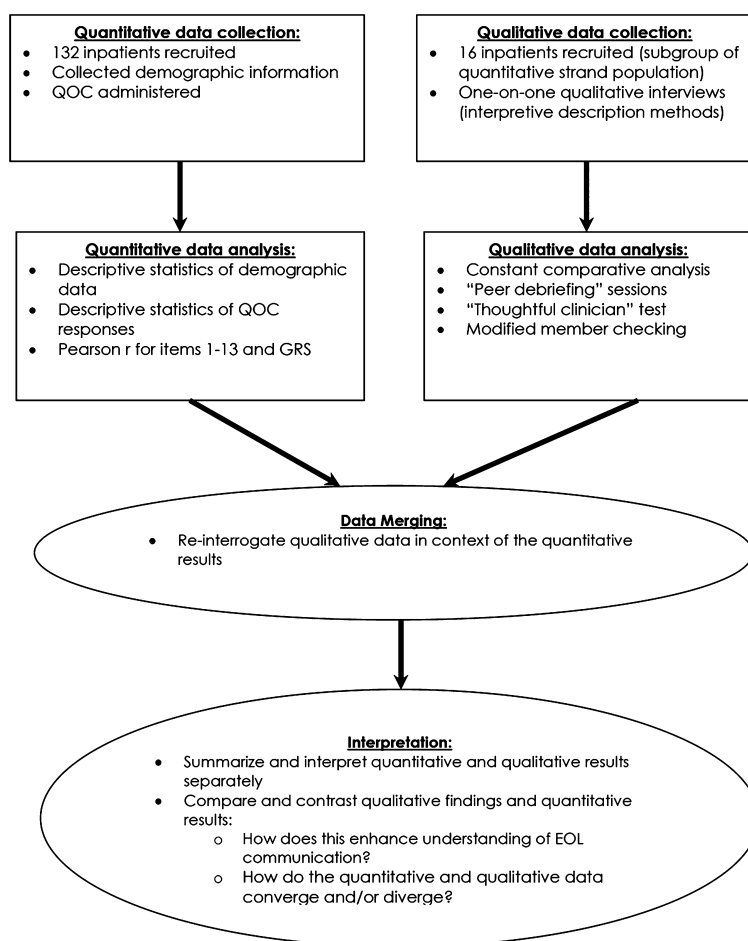 Quantitative data collection:
• 132 inpatients recruited
• Collected demographic information
• QOC administered
Qualitative data collection:
• 16 inpatients recruited (subgroup of
quantitative strand population)
• One-on-one qualitative interviews
(interpretive description methods)
Quantitative data analysis:
• Descriptive statistics of demographic
data
• Descriptive statistics of QOC
responses
• Pearson r for items 1-13 and GRS
Qualitative data analysis:
• Constant comparative analysis
• “Peer debriefing” sessions
• “Thoughtful clinician” test
• Modified member checking
Data Merging:
• Re-interrogate qualitative data in context of the quantitative
results
Interpretation:
• Summarize and interpret quantitative and qualitative results
separately
• Compare and contrast qualitative findings and quantitative
results:
o How does this enhance understanding of EOL
communication?
o How do the quantitative and qualitative data
converge and/or diverge?